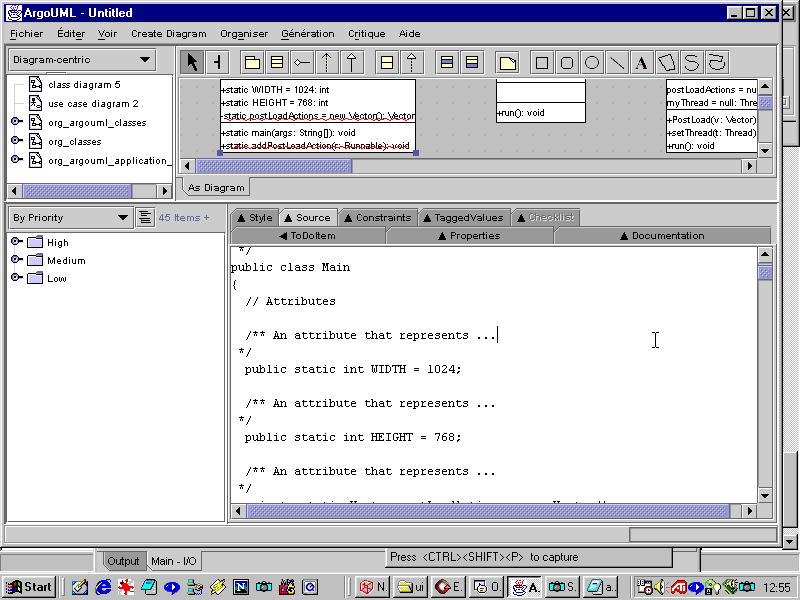 ArgoUML - Untitled
Fichier Éditer Voir Create Diagram Organiser Génération Critique Aide
Diagram-centric
class diagram 5
use case diagram 2
org_argouml_classes
org_classes
org_argouml_application_
+static WIDTH = 1024: int
+static HEIGHT = 768: int
-static postLoadActions = new Vector(): Vector
+static main(args: String[]): void
+static addPostLoadAction(r: Runnable): void
+run(): void
postLoadActions = nu
myThread = null: Thread
+PostLoad(v: Vector)
+setThread(t: Thread)
+run(): void
As Diagram
By Priority
45 Items +
High
Medium
Low
Style Source Constraints TaggedValues Checklist
ToDoItem Properties Documentation
*/
public class Main
{
// Attributes
/** An attribute that represents ...
*/
public static int WIDTH = 1024;
/** An attribute that represents ...
*/
public static int HEIGHT = 768;
/** An attribute that represents ...
*/
Output Main - I/O
Press <CTRL><SHIFT><P> to capture
Start N. ui E. O. A. S. a. 12:55